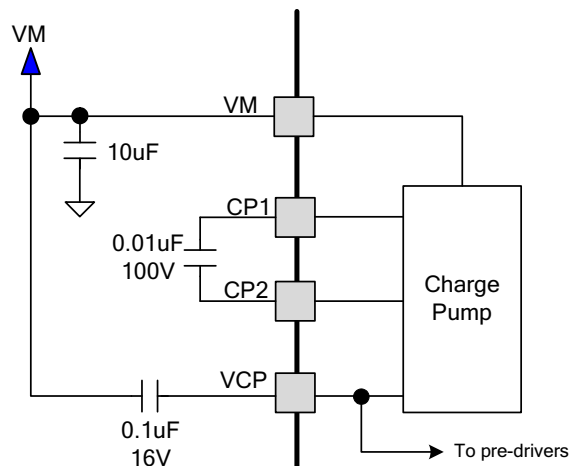 VM
VM
10uF
CP1
0.01uF
100V
CP2
Charge
Pump
VCP
0.1uF
16V
To pre-drivers